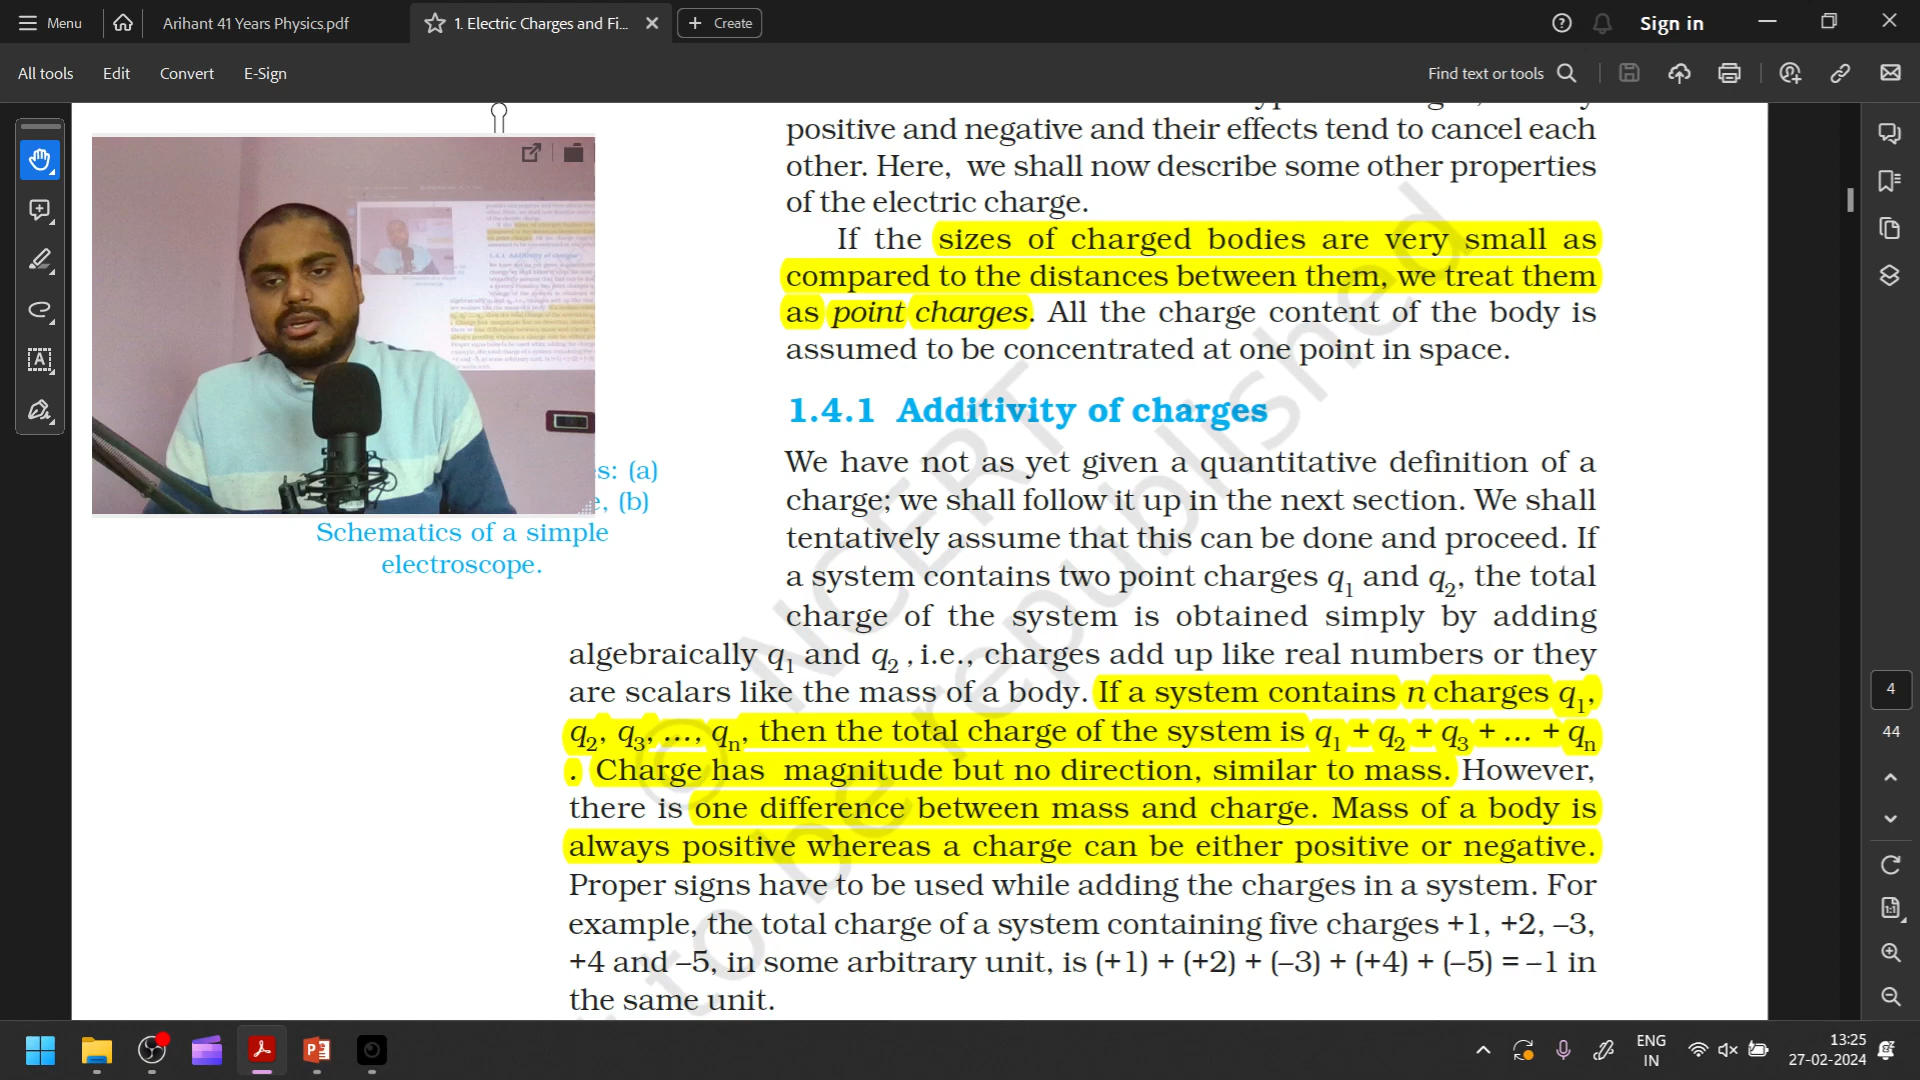 Menu
Arihant 41 Years Physics.pdf
1. Electric Charges and Fi...
Create
Sign in
All tools
Edit
Convert
E-Sign
Find text or tools
positive and negative and their effects tend to cancel each
other. Here, we shall now describe some other properties
of the electric charge.
If the sizes of charged bodies are very small as
compared to the distances between them, we treat them
as point charges. All the charge content of the body is
assumed to be concentrated at one point in space.
1.4.1 Additivity of charges
We have not as yet given a quantitative definition of a
charge; we shall follow it up in the next section. We shall
tentatively assume that this can be done and proceed. If
a system contains two point charges q1 and q2, the total
charge of the system is obtained simply by adding
algebraically q1 and q2 , i.e., charges add up like real numbers or they
are scalars like the mass of a body. If a system contains n charges q1,
q2, q3, ..., qn, then the total charge of the system is q1 + q2 + q3 + ... + qn
. Charge has magnitude but no direction, similar to mass. However,
there is one difference between mass and charge. Mass of a body is
always positive whereas a charge can be either positive or negative.
Proper signs have to be used while adding the charges in a system. For
example, the total charge of a system containing five charges +1, +2, –3,
+4 and –5, in some arbitrary unit, is (+1) + (+2) + (–3) + (+4) + (–5) = –1 in
the same unit.
s: (a)
e, (b)
Schematics of a simple
electroscope.
© NCERT
to be republished
4
44
ENG
IN
13:25
27-02-2024